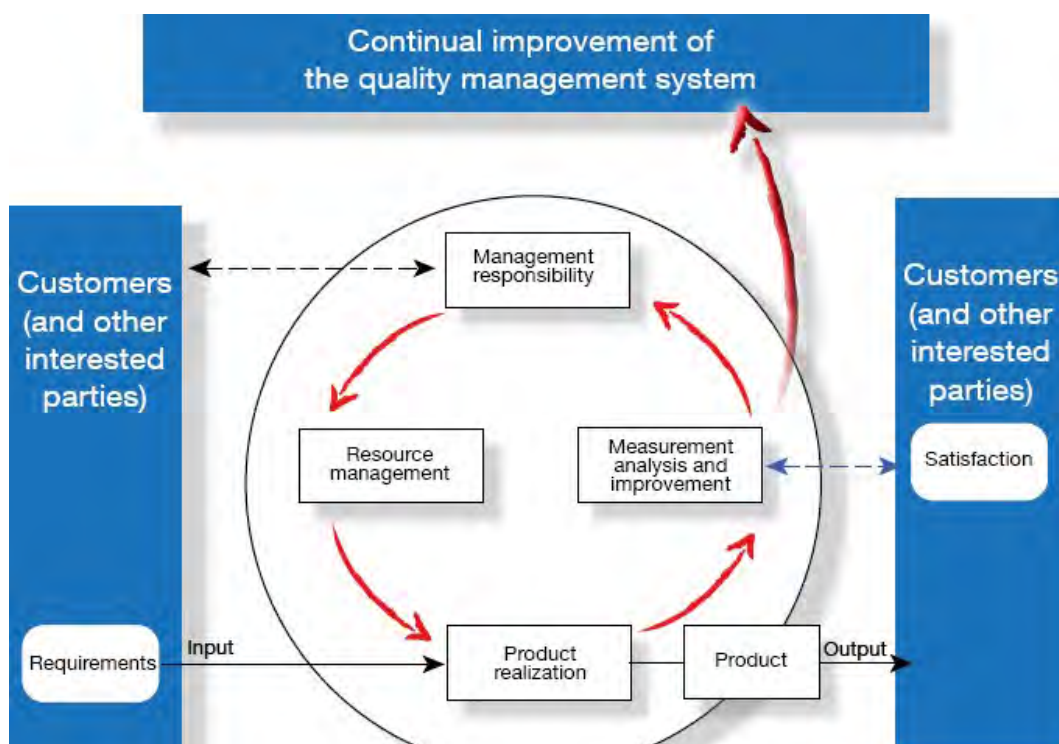 Continual improvement of
the quality management system
Customers
(and other
interested
parties)
Management
responsibility
Customers
(and other
interested
parties)
Resource
management
Measurement
analysis and
improvement
Satisfaction
Requirements
Input
Product
realization
Product
Output